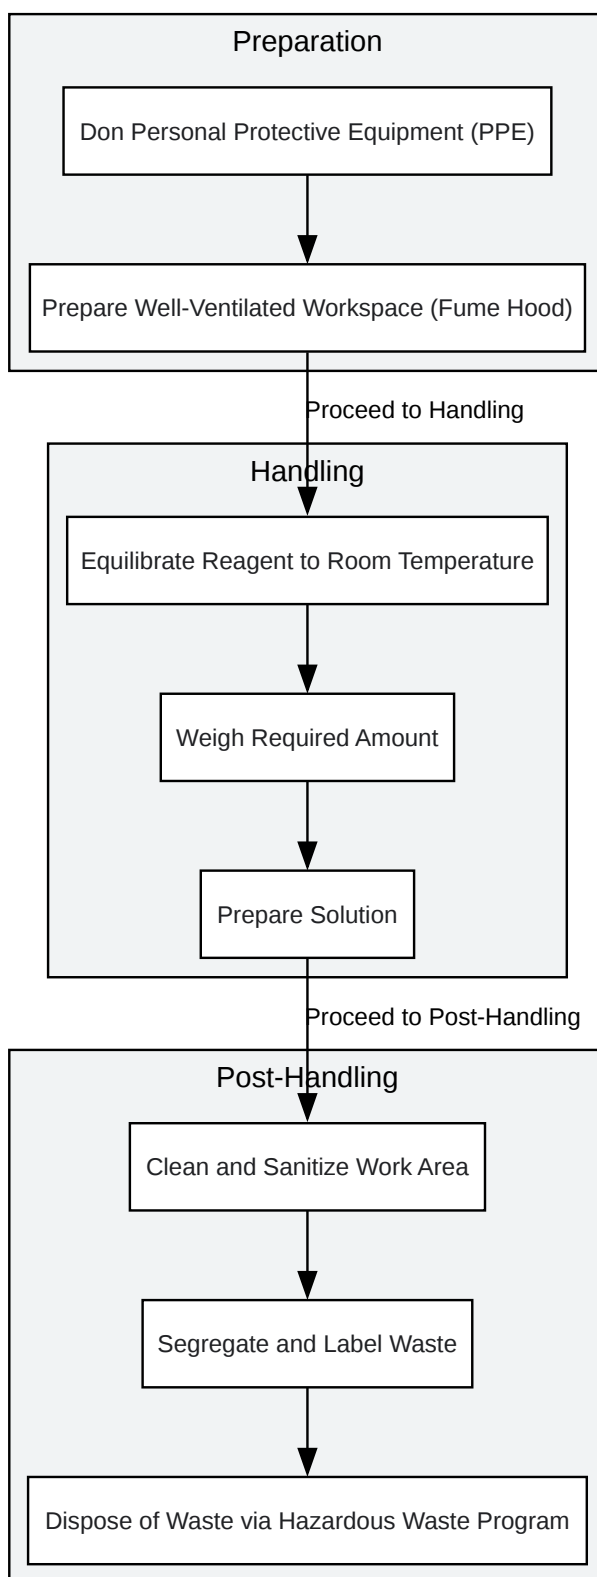 Preparation
Don Personal Protective Equipment (PPE)
Prepare Well-Ventilated Workspace (Fume Hood)
Proceed to Handling
Handling
Equilibrate Reagent to Room Temperature
Weigh Required Amount
Prepare Solution
Proceed to Post-Handling
Post-Handling
Clean and Sanitize Work Area
Segregate and Label Waste
Dispose of Waste via Hazardous Waste Program